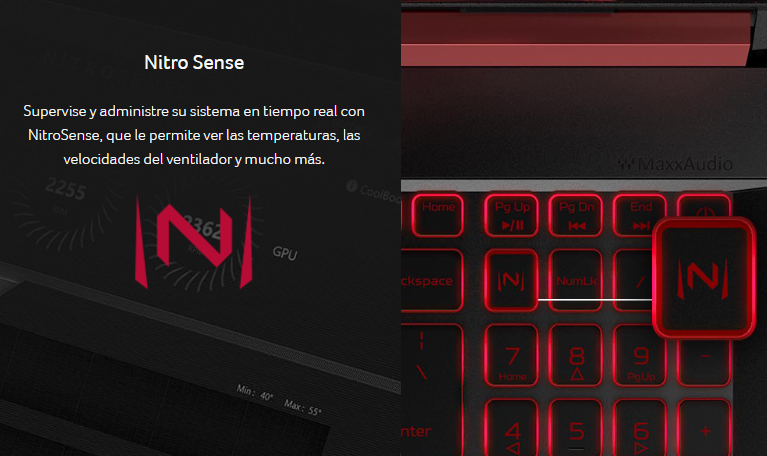 Nitro Sense
Supervise y administre su sistema en tiempo real con
NitroSense, que le permite ver las temperaturas, las
velocidades del ventilador y mucho más.
2255
2362
CoolBoo
GPU
Min : 40°
Max : 55°
MaxxAudio
Home
Pg Up
Pg Dn
End
ckspace
N
NumLk
/
N
7
Home
8
9
PgUp
-
\
nter
4
5
6
+